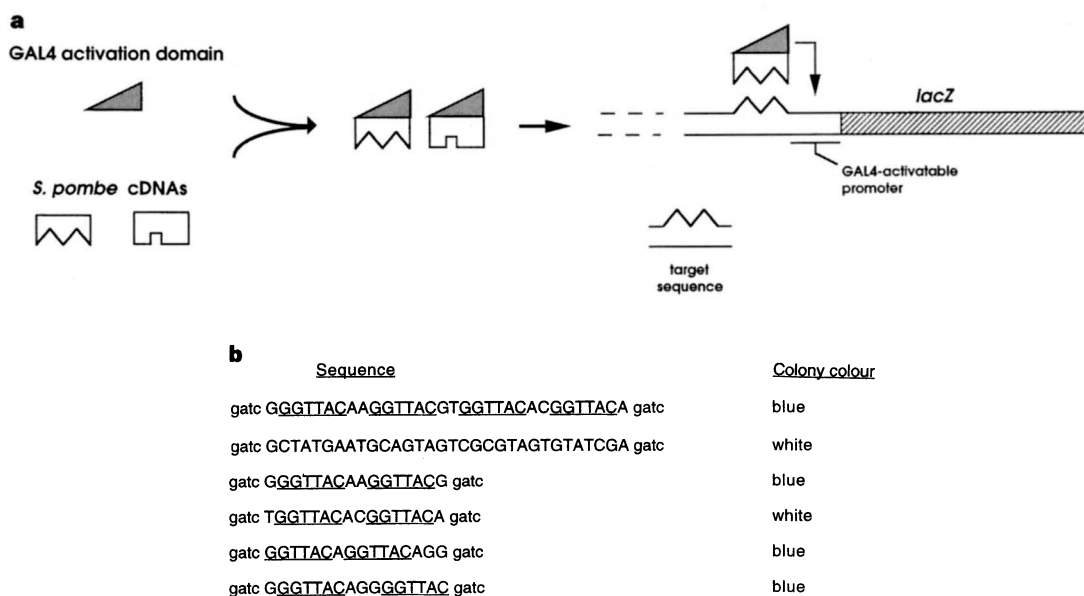 a
GAL4 activation domain
S. pombe cDNAs
lacZ
GAL4-activatable
promoter
target
sequence
b
Sequence Colony colour
gatc GGGTTACAAGGTTACGTGGTTACACGGTTACA gatc blue
gatc GCTATGAATGCAGTAGTCGCGTAGTGTATCGA gatc white
gatc GGGTTACAAGGTTACG gatc blue
gatc TGGTTACACGGTTACA gatc white
gatc GGTTACAGGTTACAGG gatc blue
gatc GGGTTACAGGGGTTAC gatc blue